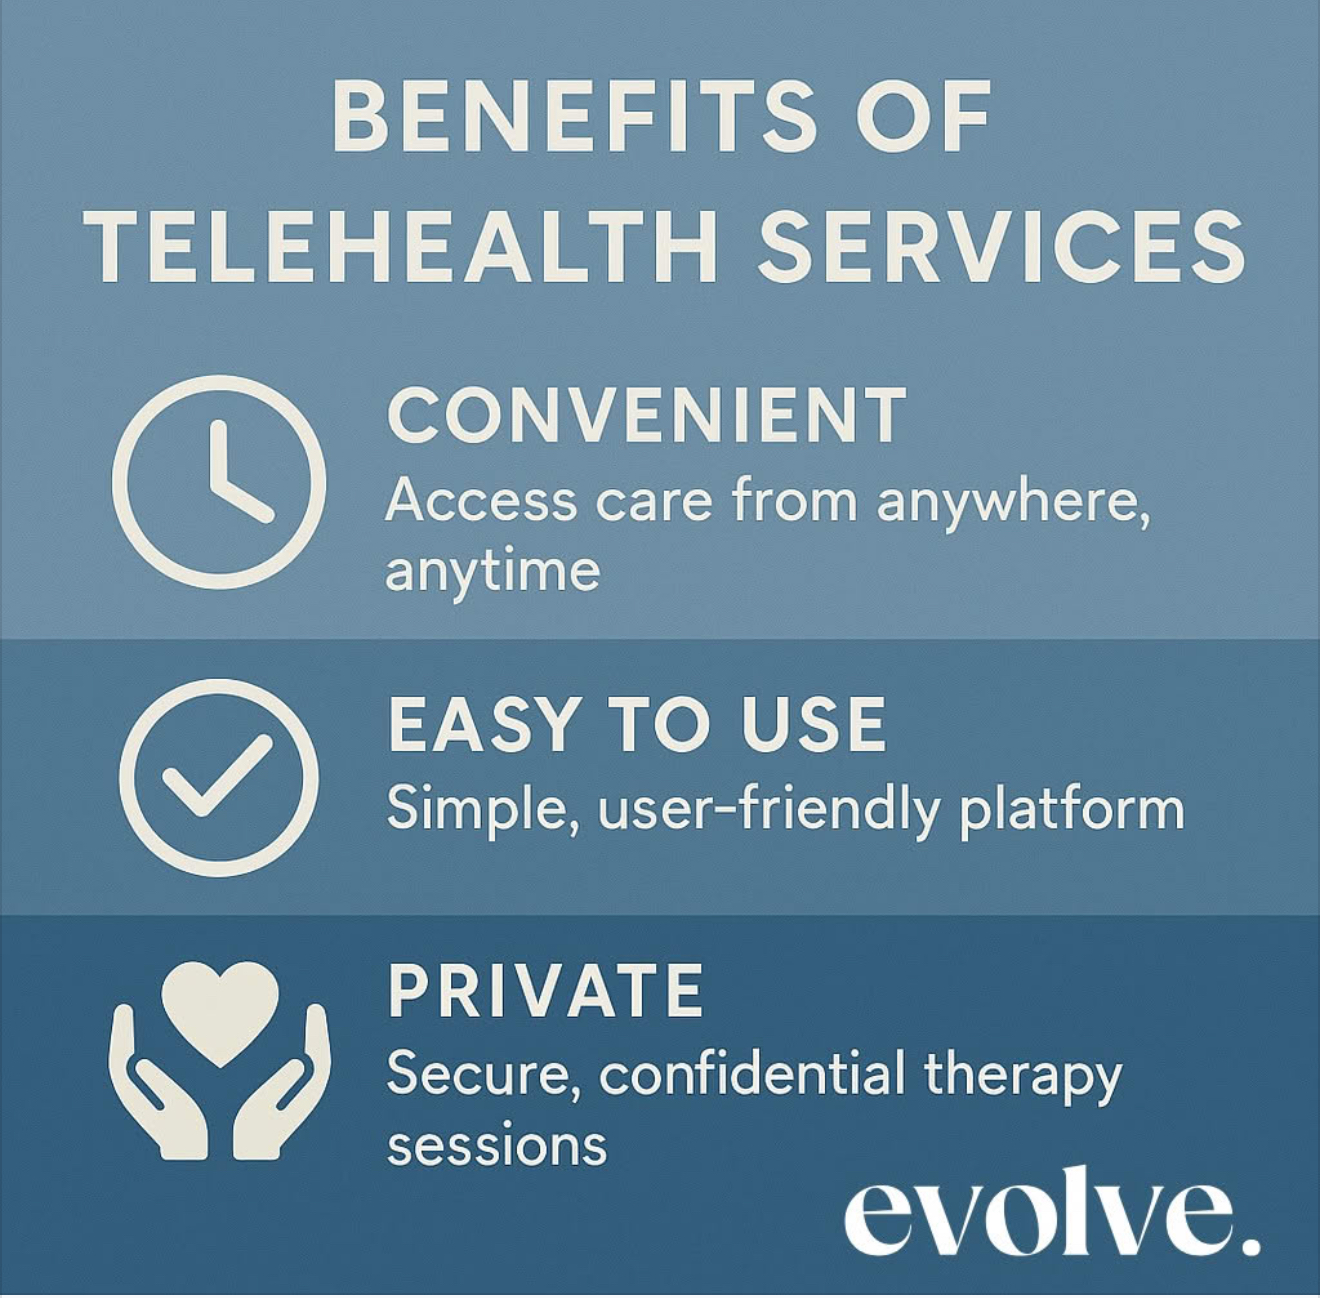 BENEFITS OF
TELEHEALTH SERVICES
CONVENIENT
Access care from anywhere,
anytime
EASY TO USE
Simple, user-friendly platform
PRIVATE
Secure, confidential therapy
sessions
evolve.